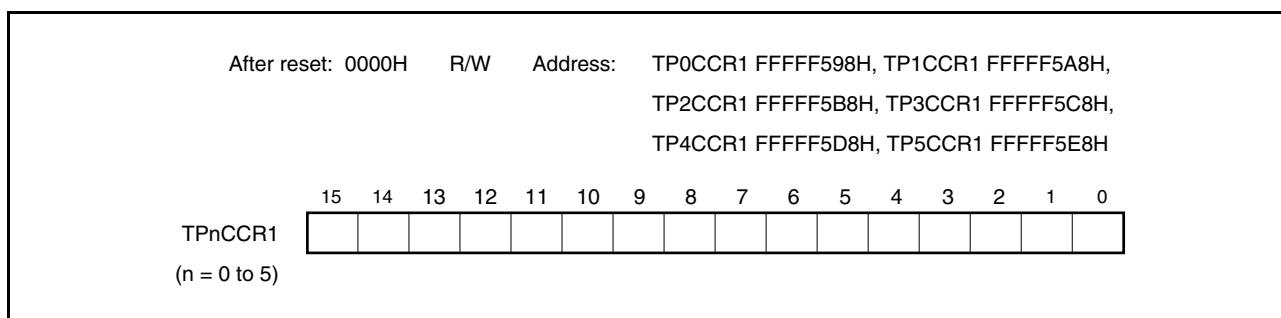 After reset: 0000H R/W Address: TP0CCR1 FFFFF598H, TP1CCR1 FFFFF5A8H,
TP2CCR1 FFFFF5B8H, TP3CCR1 FFFFF5C8H,
TP4CCR1 FFFFF5D8H, TP5CCR1 FFFFF5E8H
15 14 13 12 11 10 9 8 7 6 5 4 3 2 1 0
TPnCCR1
(n = 0 to 5)